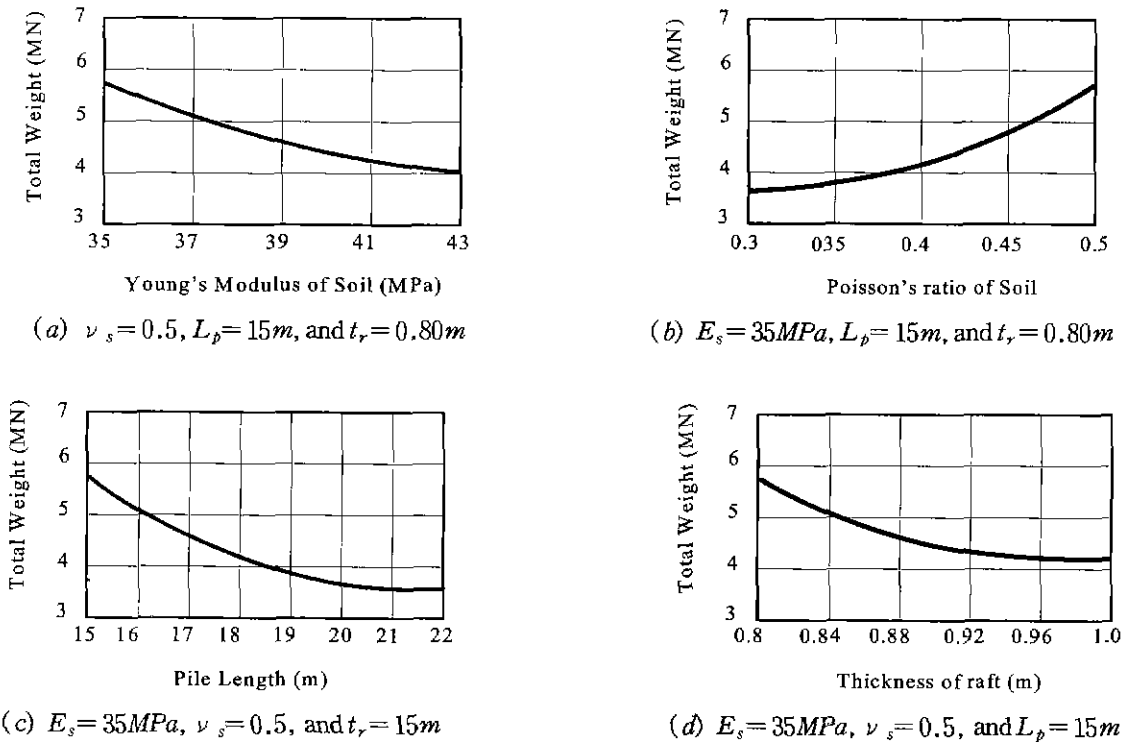 Total Weight (MN)
7
6
5
4
3
35 37 39 41 43
Young's Modulus of Soil (MPa)
(a) ν s=0.5, Lp=15m, and tr=0.80m
Total Weight (MN)
7
6
5
4
3
0.3 035 0.4 0.45 0.5
Poisson's ratio of Soil
(b) Es=35MPa, Lp=15m, and tr=0.80m
Total Weight (MN)
7
6
5
4
3
15 16 17 18 19 20 21 22
Pile Length (m)
(c) Es=35MPa, ν s=0.5, and tr=15m
Total Weight (MN)
7
6
5
4
3
0.8 0.84 0.88 0.92 0.96 1.0
Thickness of raft (m)
(d) Es=35MPa, ν s=0.5, and Lp=15m